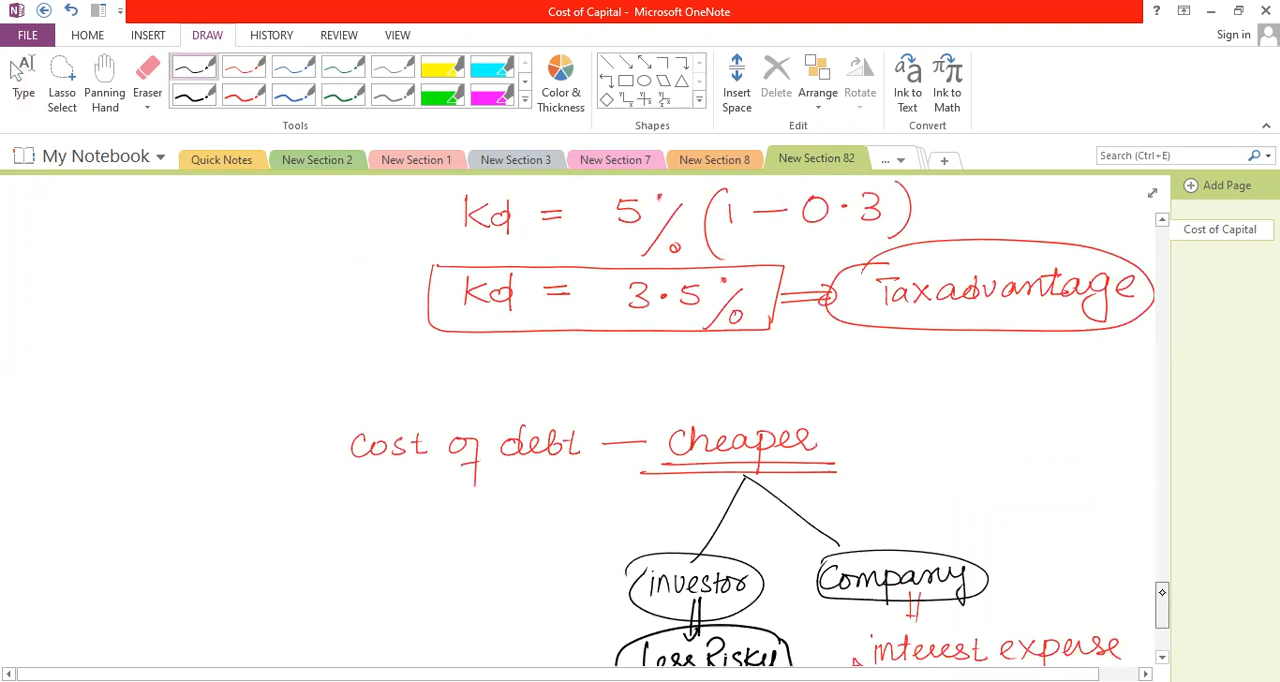 Cost of Capital - Microsoft OneNote
FILE HOME INSERT DRAW HISTORY REVIEW VIEW Sign in
Type Lasso Select Panning Hand Eraser Color & Thickness Insert Space Delete Arrange Rotate Ink to Text Ink to Math
Tools Shapes Edit Convert
My Notebook Quick Notes New Section 2 New Section 1 New Section 3 New Section 7 New Section 8 New Section 82 ... Search (Ctrl+E)
Add Page
Cost of Capital
Kd = 5% (1 - 0.3)
Kd = 3.5% ⇒ Tax advantage
cost of debt — cheaper
investor Company
Less Risky interest expense